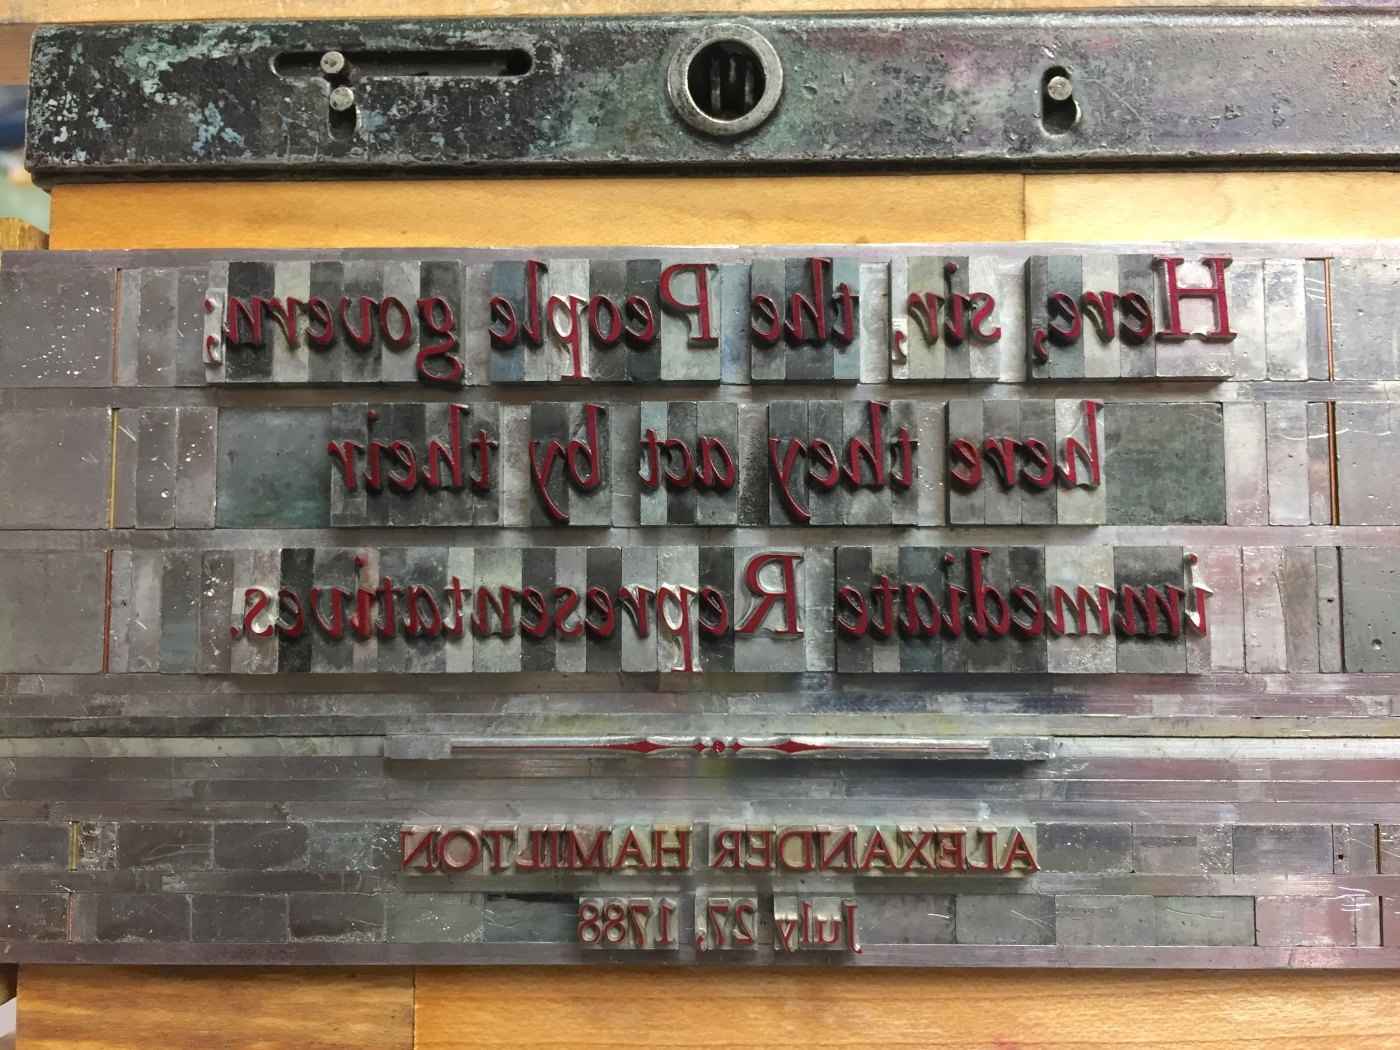 Here, sir, the People govern;
here they act by their
immediate Representatives.
ALEXANDER HAMILTON
July 27, 1788